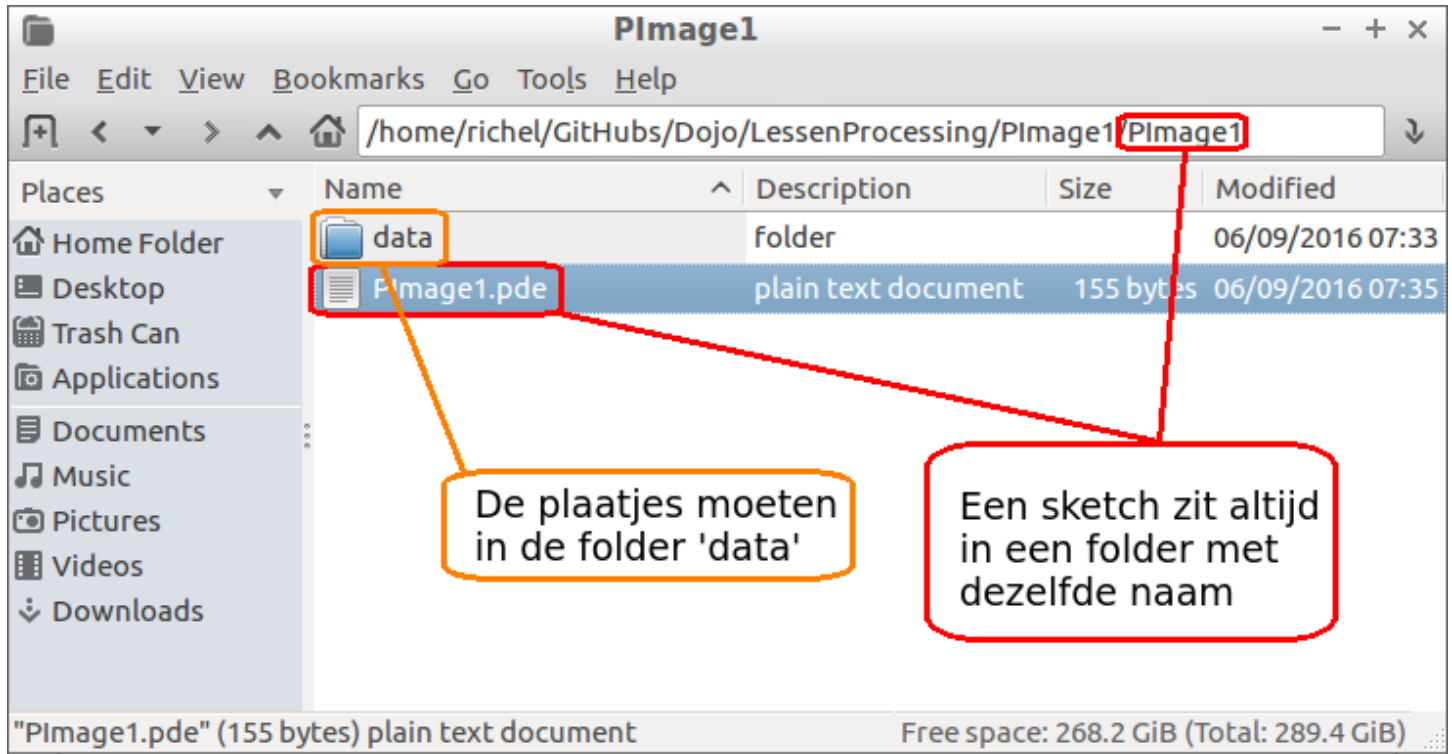 PImage1
File Edit View Bookmarks Go Tools Help
/home/richel/GitHubs/Dojo/LessenProcessing/PImage1/PImage1
Places
Name Description Size Modified
Home Folder
data folder 06/09/2016 07:33
Desktop
PImage1.pde plain text document 155 bytes 06/09/2016 07:35
Trash Can
Applications
Documents
Music
Pictures
Videos
Downloads
De plaatjes moeten
in de folder 'data'
Een sketch zit altijd
in een folder met
dezelfde naam
"PImage1.pde" (155 bytes) plain text document Free space: 268.2 GiB (Total: 289.4 GiB)